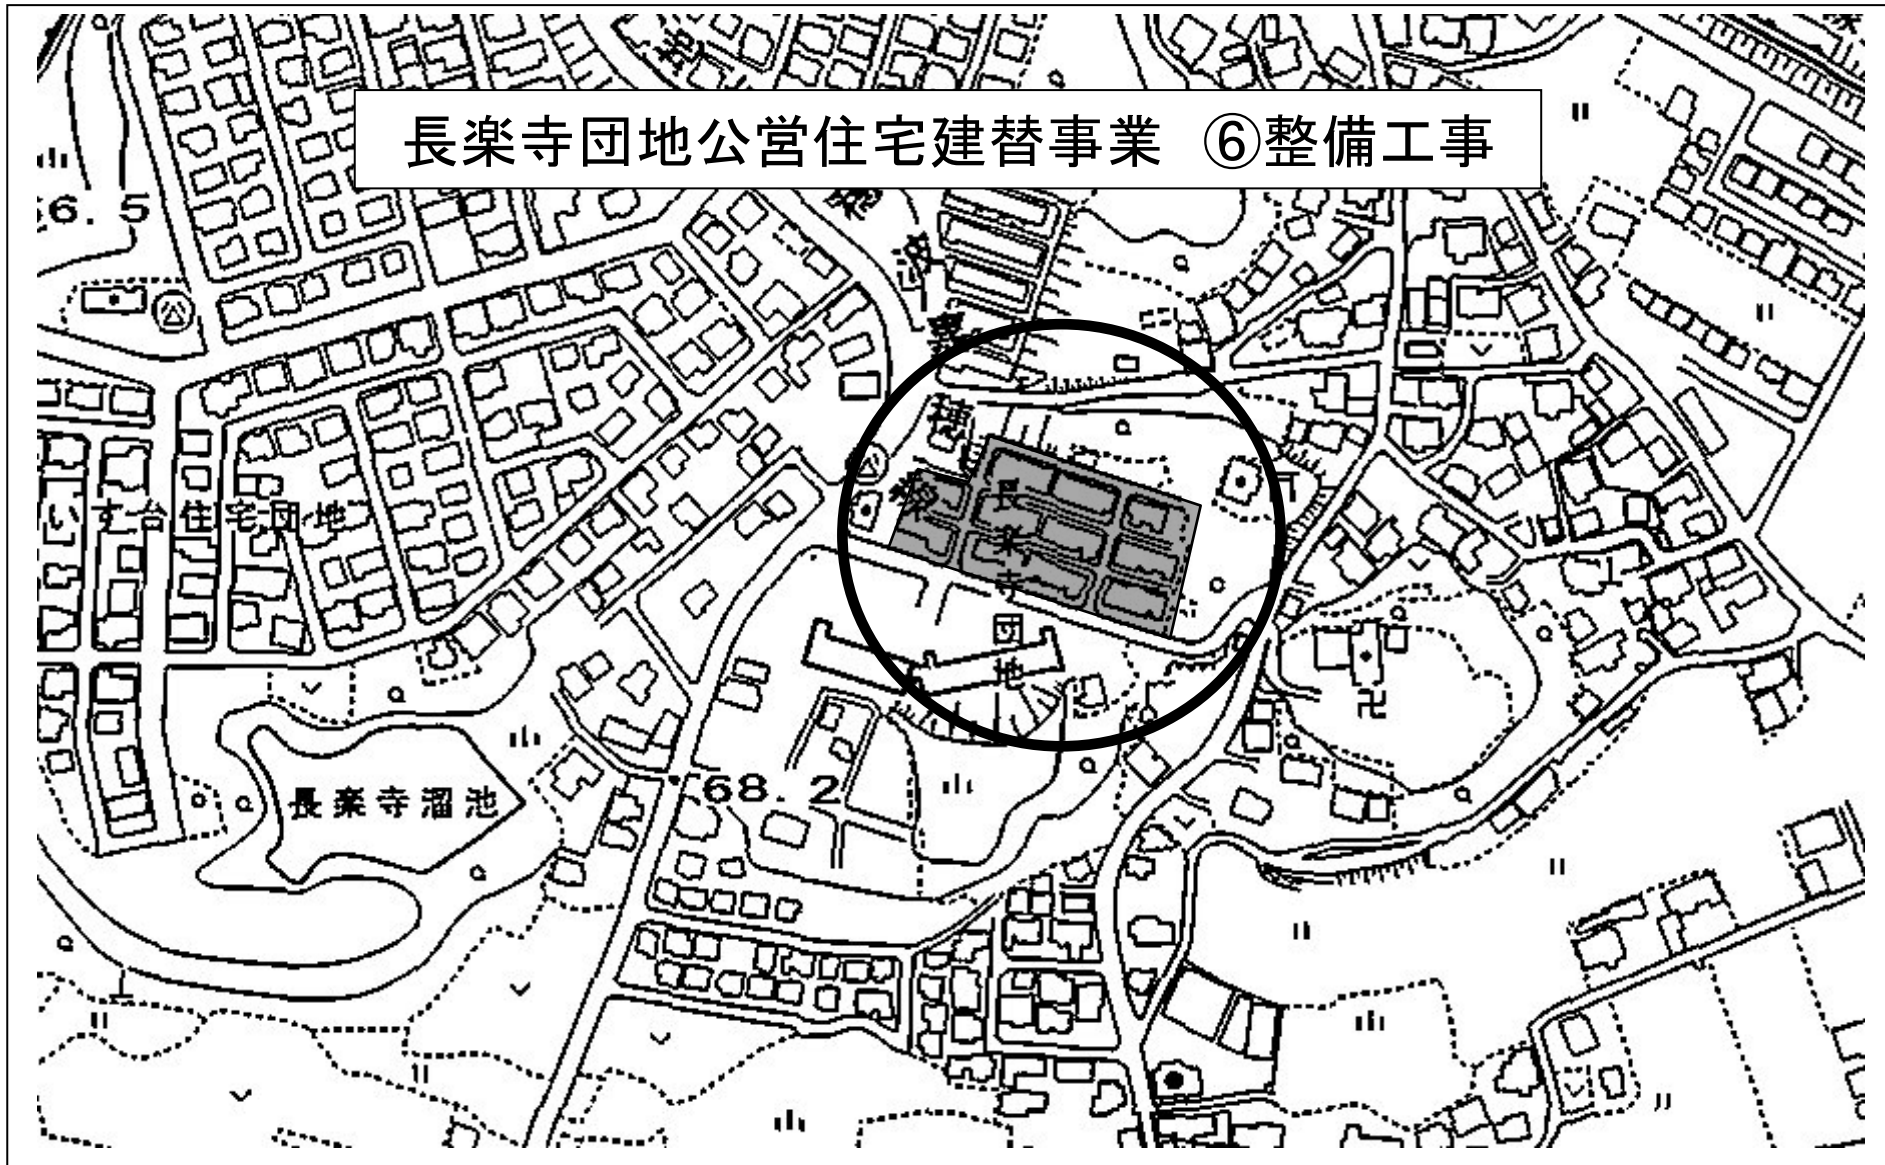 長楽寺団地公営住宅建替事業 ⑥整備工事
6.5
穂
い す 台 住 宅 団 地
長楽寺団地
長楽寺溜池
68.2